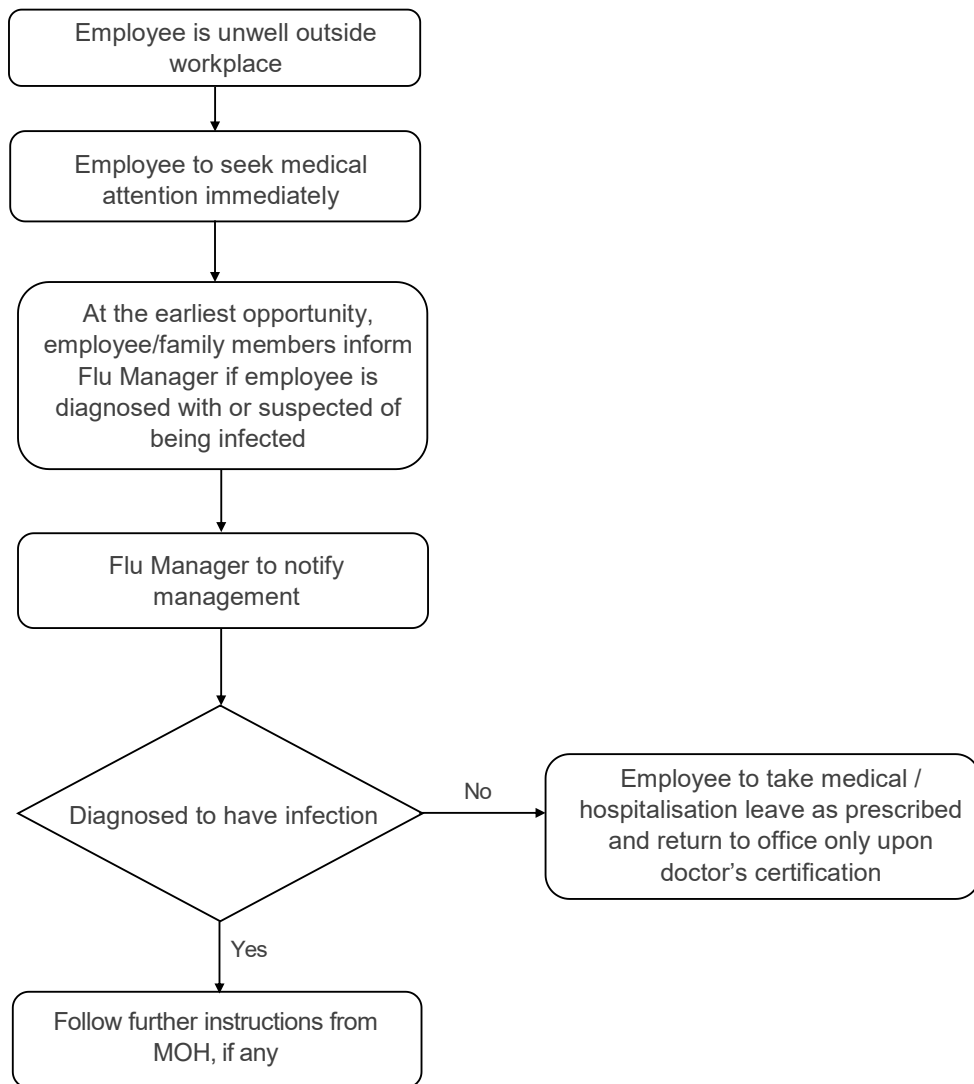 Employee is unwell outside
workplace
Employee to seek medical
attention immediately
At the earliest opportunity,
employee/family members inform
Flu Manager if employee is
diagnosed with or suspected of
being infected
Flu Manager to notify
management
Diagnosed to have infection
No
Employee to take medical /
hospitalisation leave as prescribed
and return to office only upon
doctor’s certification
Yes
Follow further instructions from
MOH, if any